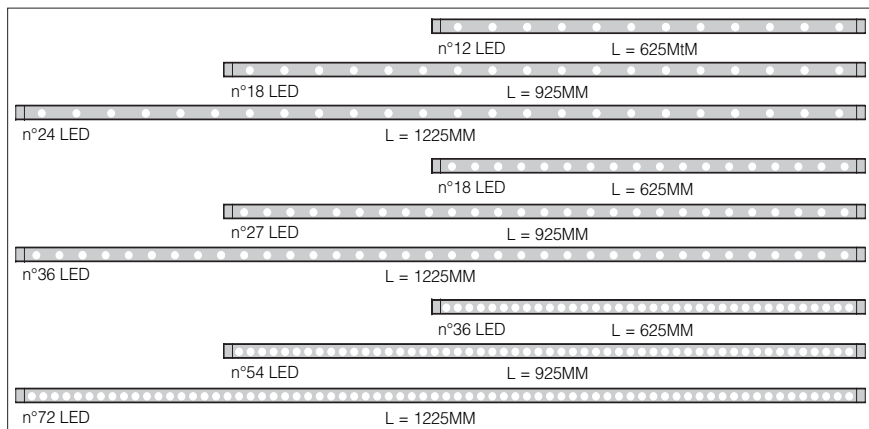 n°12 LED L = 625MtM
n°18 LED L = 925MM
n°24 LED L = 1225MM
n°18 LED L = 625MM
n°27 LED L = 925MM
n°36 LED L = 1225MM
n°36 LED L = 625MM
n°54 LED L = 925MM
n°72 LED L = 1225MM